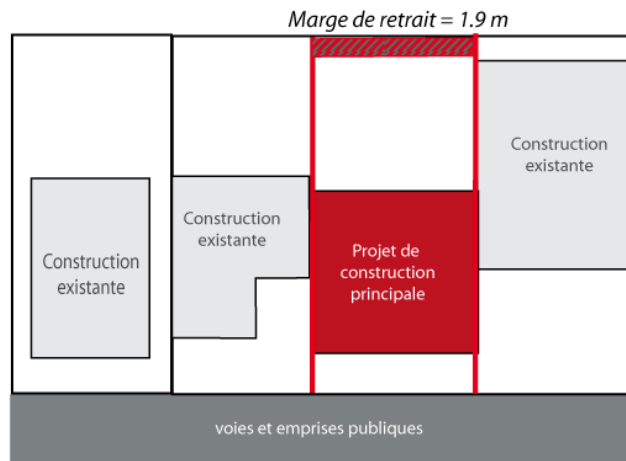 Marge de retrait = 1.9 m
Construction
existante
Construction
existante
Projet de
construction
principale
Construction
existante
voies et emprises publiques